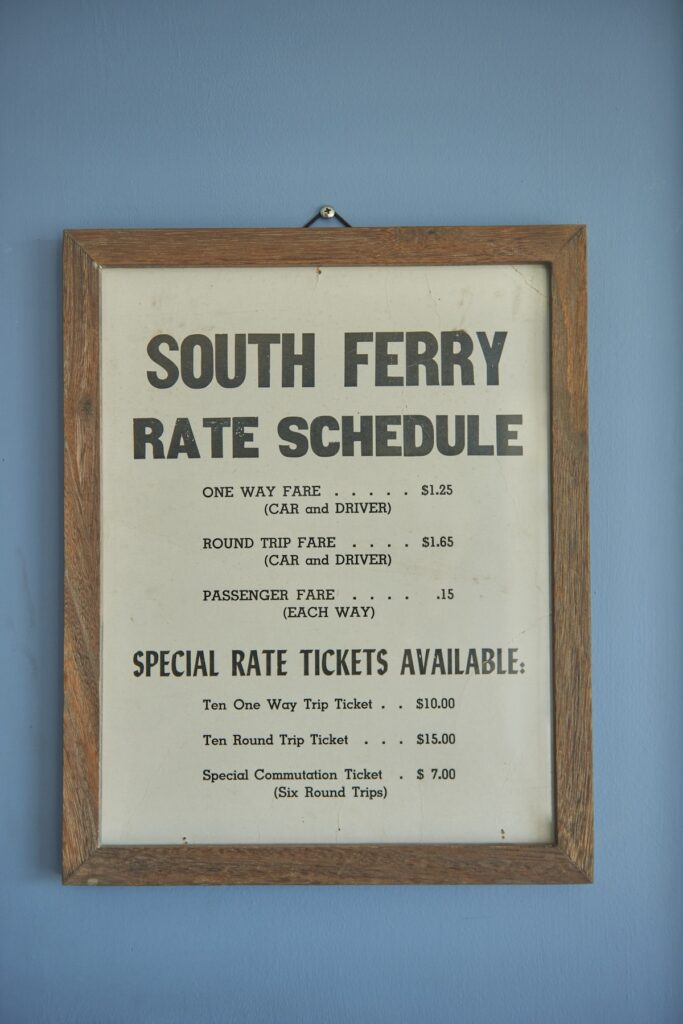 SOUTH FERRY
RATE SCHEDULE
ONE WAY FARE . . . . . $1.25
(CAR and DRIVER)
ROUND TRIP FARE . . . . $1.65
(CAR and DRIVER)
PASSENGER FARE . . . . .15
(EACH WAY)
SPECIAL RATE TICKETS AVAILABLE:
Ten One Way Trip Ticket . . $10.00
Ten Round Trip Ticket . . . $15.00
Special Commutation Ticket . $ 7.00
(Six Round Trips)